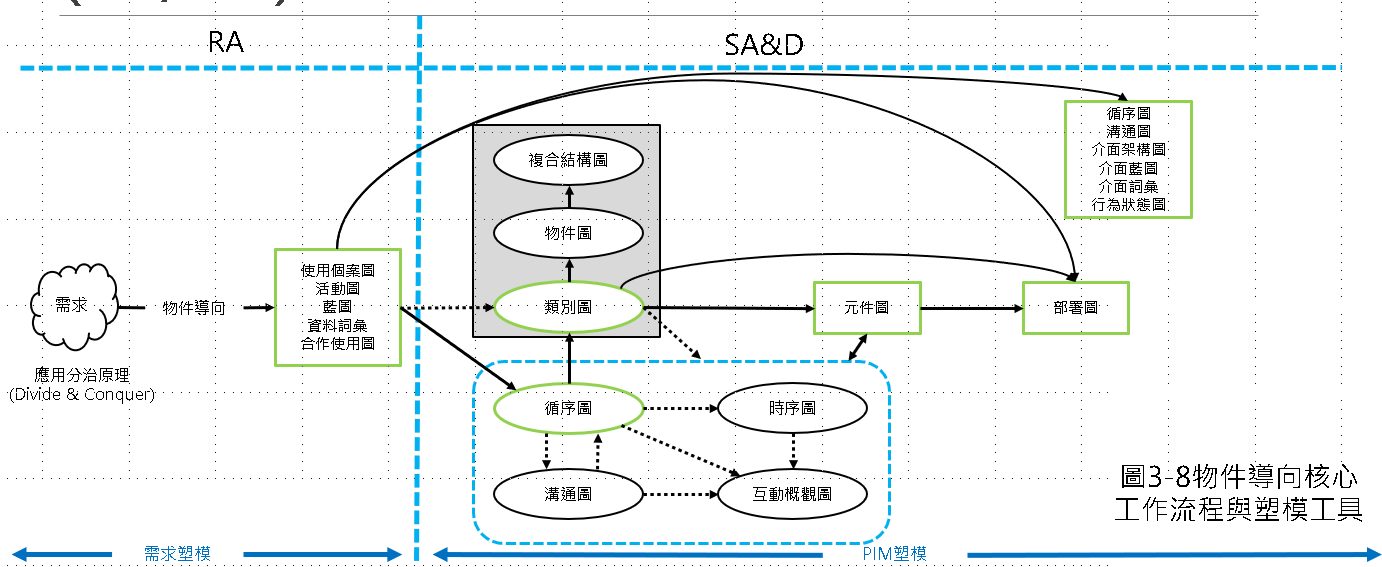 RA
SA&D
循序圖
溝通圖
介面架構圖
介面藍圖
介面詞彙
行為狀態圖
複合結構圖
物件圖
需求
物件導向
使用個案圖
活動圖
藍圖
資料詞彙
合作使用圖
類別圖
元件圖
部署圖
應用分治原理
(Divide & Conquer)
循序圖
時序圖
溝通圖
互動概觀圖
圖3-8物件導向核心
工作流程與塑模工具
需求塑模
PIM塑模